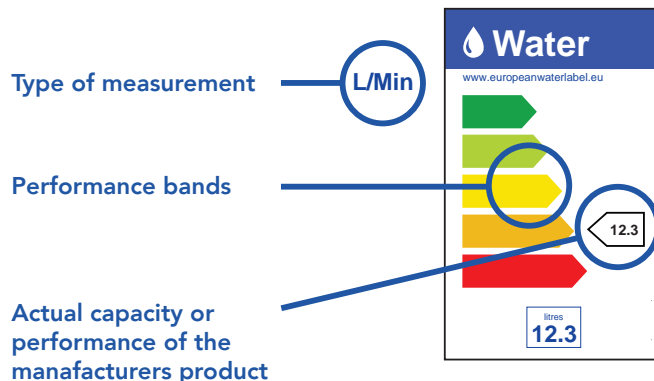 Water
www.europeanwaterlabel.eu
Type of measurement
L/Min
Performance bands
12.3
Actual capacity or
performance of the
manafacturers product
litres
12.3